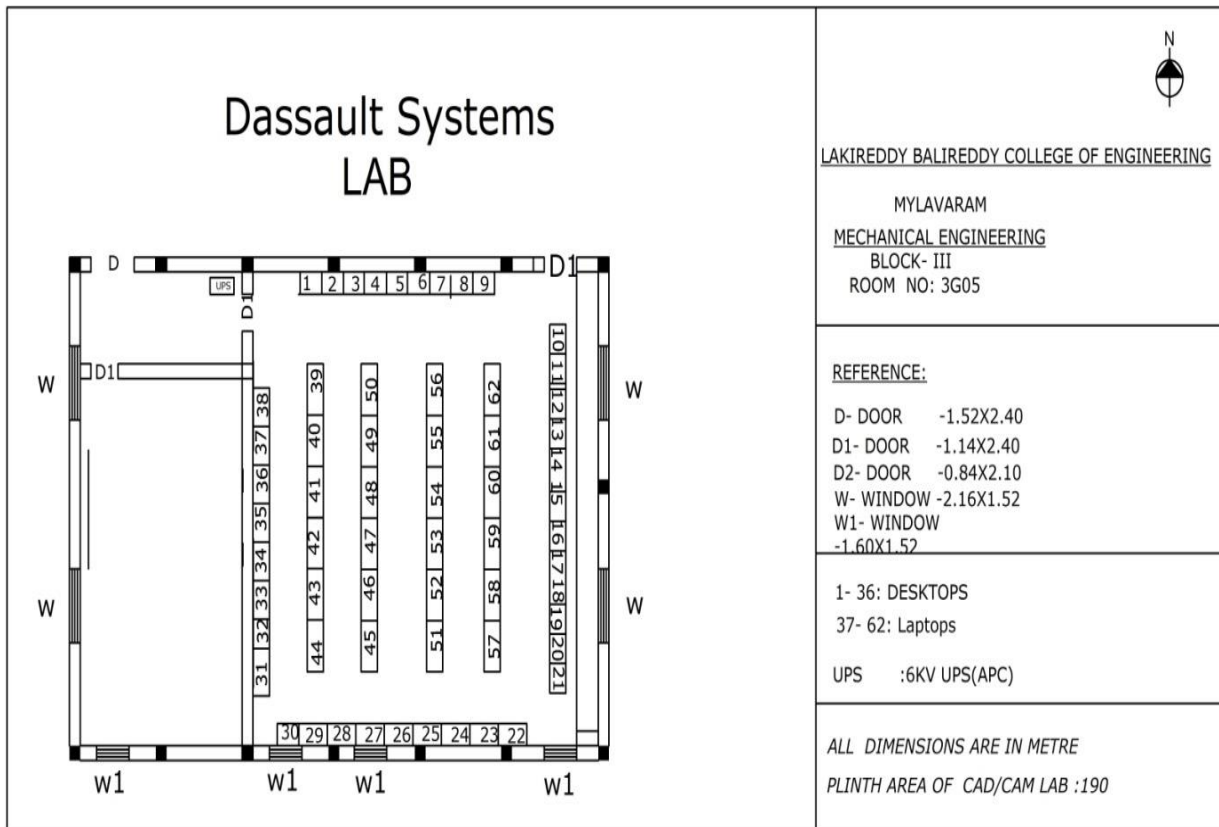 Dassault Systems
LAB
D
D1
UPS
D1
D1
1 2 3 4 5 6 7 8 9
10
11
12
13
14
15
16
17
18
19
20
21
38
37
36
35
34
33
32
31
39
40
41
42
43
44
50
49
48
47
46
45
56
55
54
53
52
51
62
61
60
59
58
57
30 29 28 27 26 25 24 23 22
W
W
W
W
w1
w1
w1
w1
N
LAKIREDDY BALIREDDY COLLEGE OF ENGINEERING
MYLAVARAM
MECHANICAL ENGINEERING
BLOCK- III
ROOM NO: 3G05
REFERENCE:
D- DOOR -1.52X2.40
D1- DOOR -1.14X2.40
D2- DOOR -0.84X2.10
W- WINDOW -2.16X1.52
W1- WINDOW
-1.60X1.52
1- 36: DESKTOPS
37- 62: Laptops
UPS :6KV UPS(APC)
ALL DIMENSIONS ARE IN METRE
PLINTH AREA OF CAD/CAM LAB :190